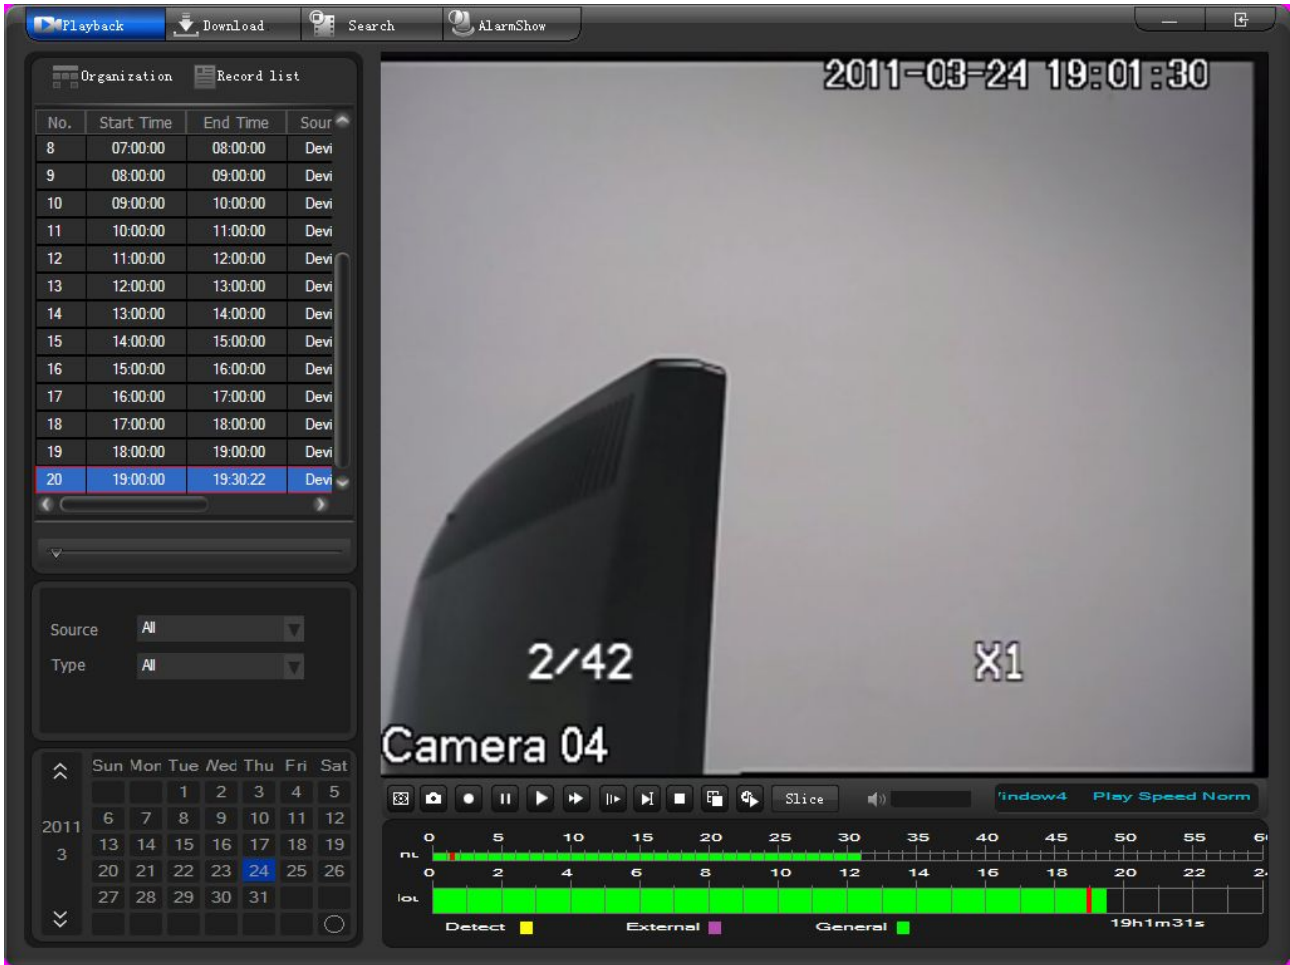 Playback Download Search AlarmShow
Organization Record list
No. Start Time End Time Sour
8 07:00:00 08:00:00 Devi
9 08:00:00 09:00:00 Devi
10 09:00:00 10:00:00 Devi
11 10:00:00 11:00:00 Devi
12 11:00:00 12:00:00 Devi
13 12:00:00 13:00:00 Devi
14 13:00:00 14:00:00 Devi
15 14:00:00 15:00:00 Devi
16 15:00:00 16:00:00 Devi
17 16:00:00 17:00:00 Devi
18 17:00:00 18:00:00 Devi
19 18:00:00 19:00:00 Devi
20 19:00:00 19:30:22 Devi
Source All
Type All
Sun Mon Tue Wed Thu Fri Sat
1 2 3 4 5
6 7 8 9 10 11 12
13 14 15 16 17 18 19
20 21 22 23 24 25 26
27 28 29 30 31
2011
3
2011-03-24 19:01:30
2/42 X1
Camera 04
Slice
indow4 Play Speed Norm
0 5 10 15 20 25 30 35 40 45 50 55 6
0 2 4 6 8 10 12 14 16 18 20 22 2
19h1m31s
Detect External General